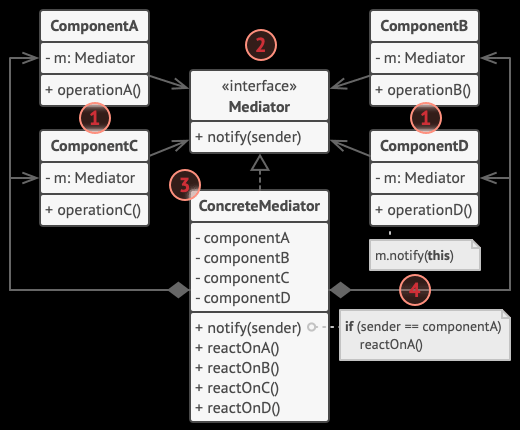 ComponentA
- m: Mediator
+ operationA()
ComponentB
- m: Mediator
+ operationB()
2
«interface»
Mediator
+ notify(sender)
1
1
ComponentC
- m: Mediator
+ operationC()
ComponentD
- m: Mediator
+ operationD()
m.notify(this)
3
ConcreteMediator
- componentA
- componentB
- componentC
- componentD
+ notify(sender)
+ reactOnA()
+ reactOnB()
+ reactOnC()
+ reactOnD()
4
if (sender == componentA)
reactOnA()